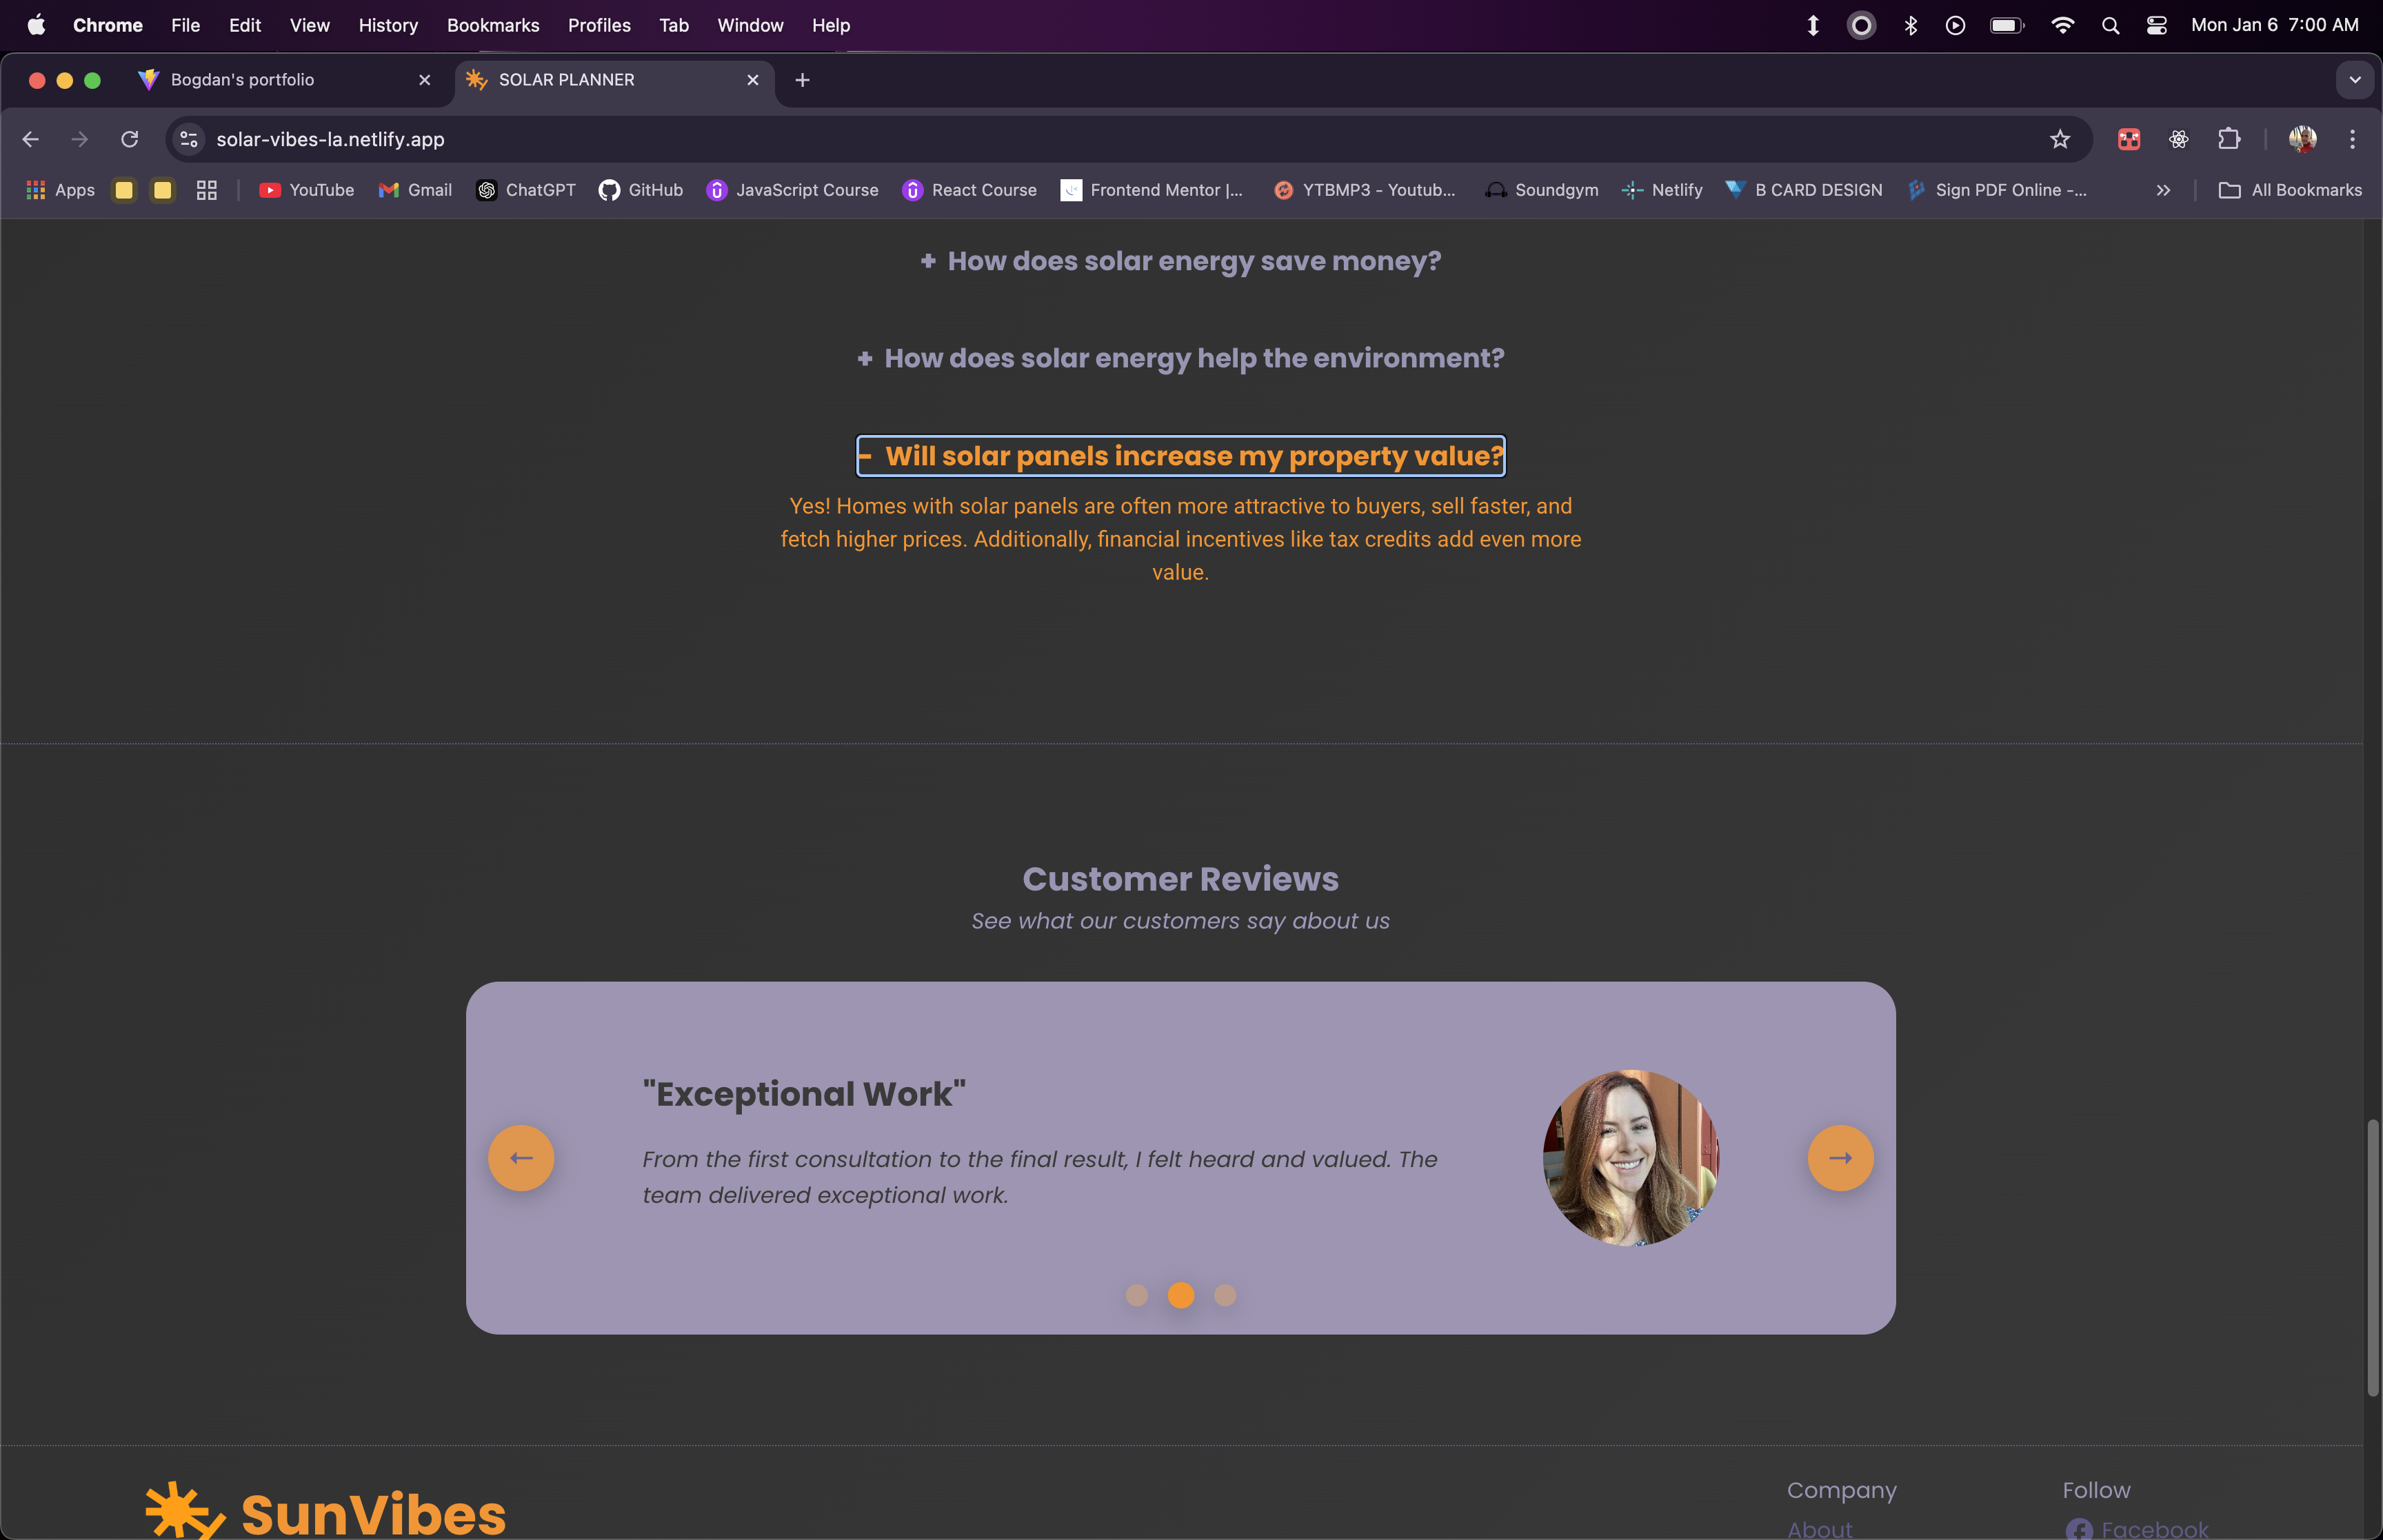 Chrome File Edit View History Bookmarks Profiles Tab Window Help Mon Jan 6 7:00 AM
Bogdan's portfolio SOLAR PLANNER
solar-vibes-la.netlify.app
Apps YouTube Gmail ChatGPT GitHub JavaScript Course React Course Frontend Mentor |... YTBMP3 - Youtub... Soundgym Netlify B CARD DESIGN Sign PDF Online -... » All Bookmarks
+ How does solar energy save money?
+ How does solar energy help the environment?
- Will solar panels increase my property value?
Yes! Homes with solar panels are often more attractive to buyers, sell faster, and
fetch higher prices. Additionally, financial incentives like tax credits add even more
value.
Customer Reviews
See what our customers say about us
"Exceptional Work"
From the first consultation to the final result, I felt heard and valued. The
team delivered exceptional work.
← →
SunVibes
Company Follow
About Facebook